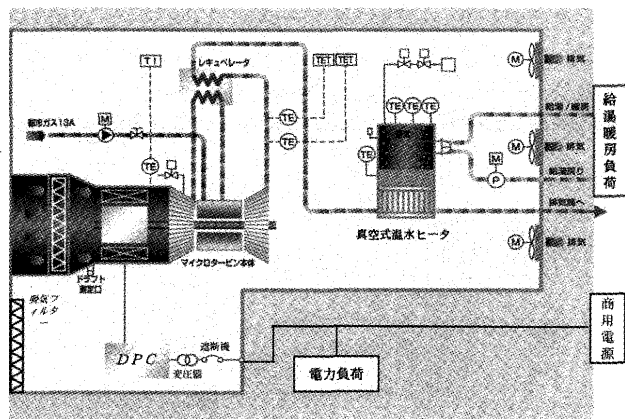 TI
レキュペレータ
TET
TET
M
排気
都市ガス13A
M
TE
TE
TE
TE
TE
給湯/暖房
給湯暖房負荷
TE
TE
M
排気
M
給湯戻り
P
排気筒へ
真空式温水ヒータ
M
排気
マイクロタービン本体
ドラフト
測定口
吸気フィルター
DPC
変圧器
遮断機
電力負荷
商用電源